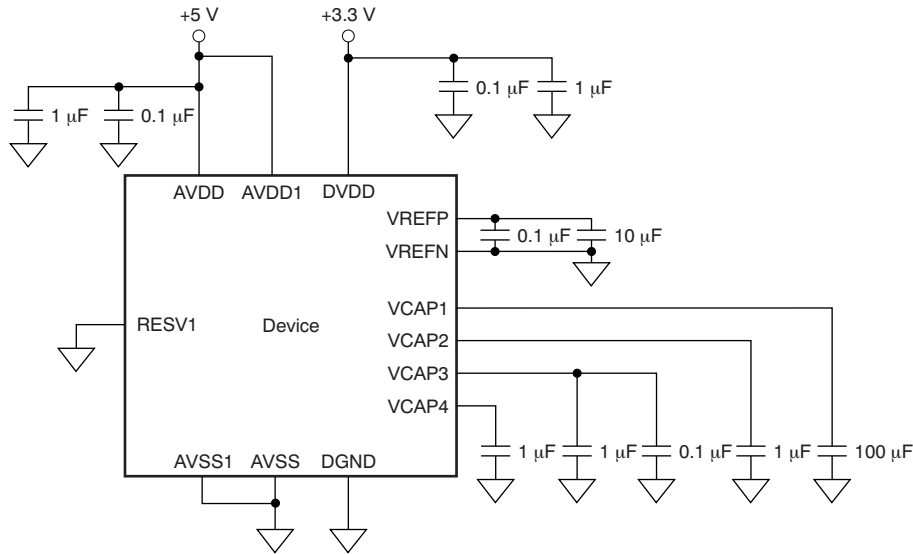 +5 V
+3.3 V
1 μF
0.1 μF
0.1 μF
1 μF
AVDD
AVDD1
DVDD
VREFP
0.1 μF
10 μF
VREFN
VCAP1
RESV1
Device
VCAP2
VCAP3
VCAP4
1 μF
1 μF
0.1 μF
1 μF
100 μF
AVSS1
AVSS
DGND